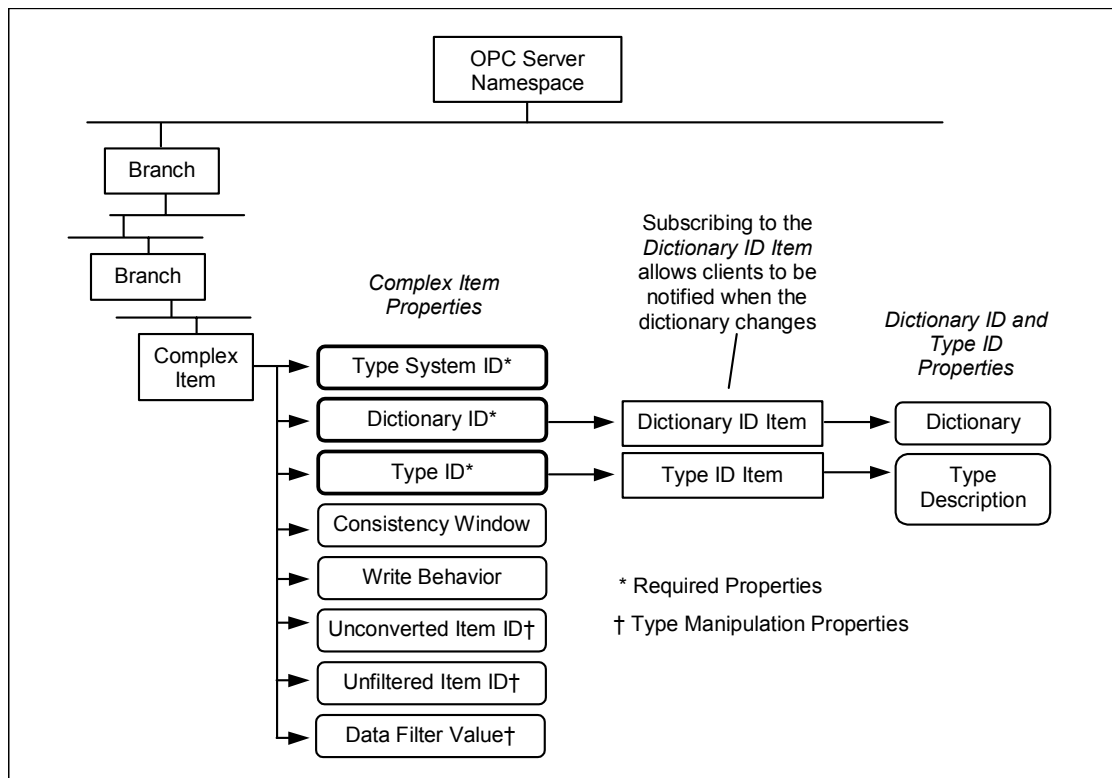 OPC Server
Namespace
Branch
Branch
Complex
Item
Complex Item
Properties
Type System ID*
Dictionary ID*
Type ID*
Consistency Window
Write Behavior
Unconverted Item ID†
Unfiltered Item ID†
Data Filter Value†
Subscribing to the
Dictionary ID Item
allows clients to be
notified when the
dictionary changes
Dictionary ID Item
Type ID Item
Dictionary ID and
Type ID
Properties
Dictionary
Type
Description
* Required Properties
† Type Manipulation Properties